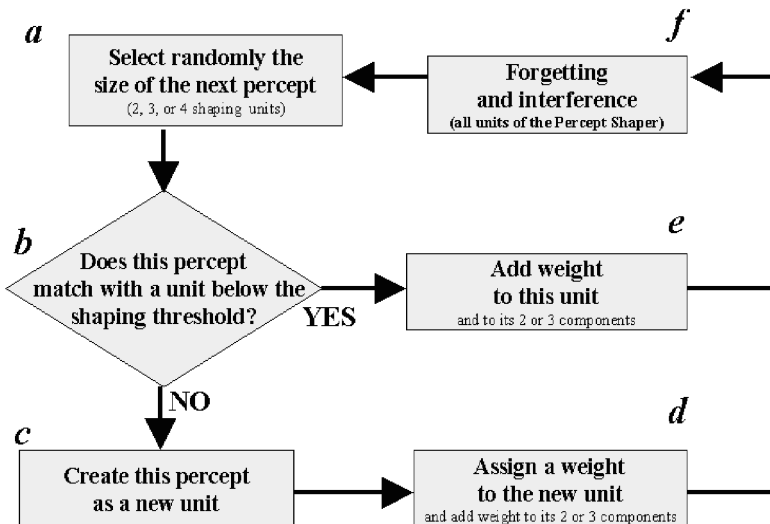 a
Select randomly the
size of the next percept
(2, 3, or 4 shaping units)
f
Forgetting
and interference
(all units of the Percept Shaper)
b
Does this percept
match with a unit below the
shaping threshold?
YES
e
Add weight
to this unit
and to its 2 or 3 components
NO
c
Create this percept
as a new unit
d
Assign a weight
to the new unit
and add weight to its 2 or 3 components